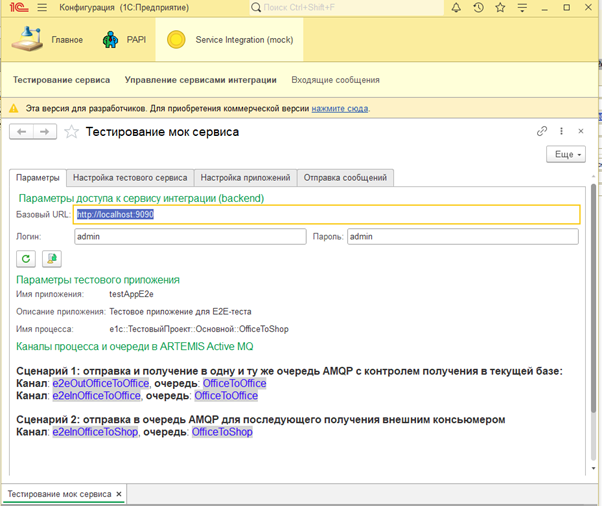 1С Конфигурация (1С:Предприятие) Поиск Ctrl+Shift+F
Главное PAPI Service Integration (mock)
Тестирование сервиса Управление сервисами интеграции Входящие сообщения
Эта версия для разработчиков. Для приобретения коммерческой версии нажмите сюда.
Тестирование мок сервиса
Еще
Параметры Настройка тестового сервиса Настройка приложений Отправка сообщений
Параметры доступа к сервису интеграции (backend)
Базовый URL: http://localhost:9090
Логин: admin Пароль: admin
Параметры тестового приложения
Имя приложения: testAppE2e
Описание приложения: Тестовое приложение для E2E-теста
Имя процесса: e1c::ТестовыйПроект::Основной::OfficeToShop
Каналы процесса и очереди в ARTEMIS Active MQ
Сценарий 1: отправка и получение в одну и ту же очередь AMQP с контролем получения в текущей базе:
Канал: e2eOutOfficeToOffice, очередь: OfficeToOffice
Канал: e2eInOfficeToOffice, очередь: OfficeToOffice
Сценарий 2: отправка в очередь AMQP для последующего получения внешним консьюмером
Канал: e2eInOfficeToShop, очередь: OfficeToShop
Тестирование мок сервиса